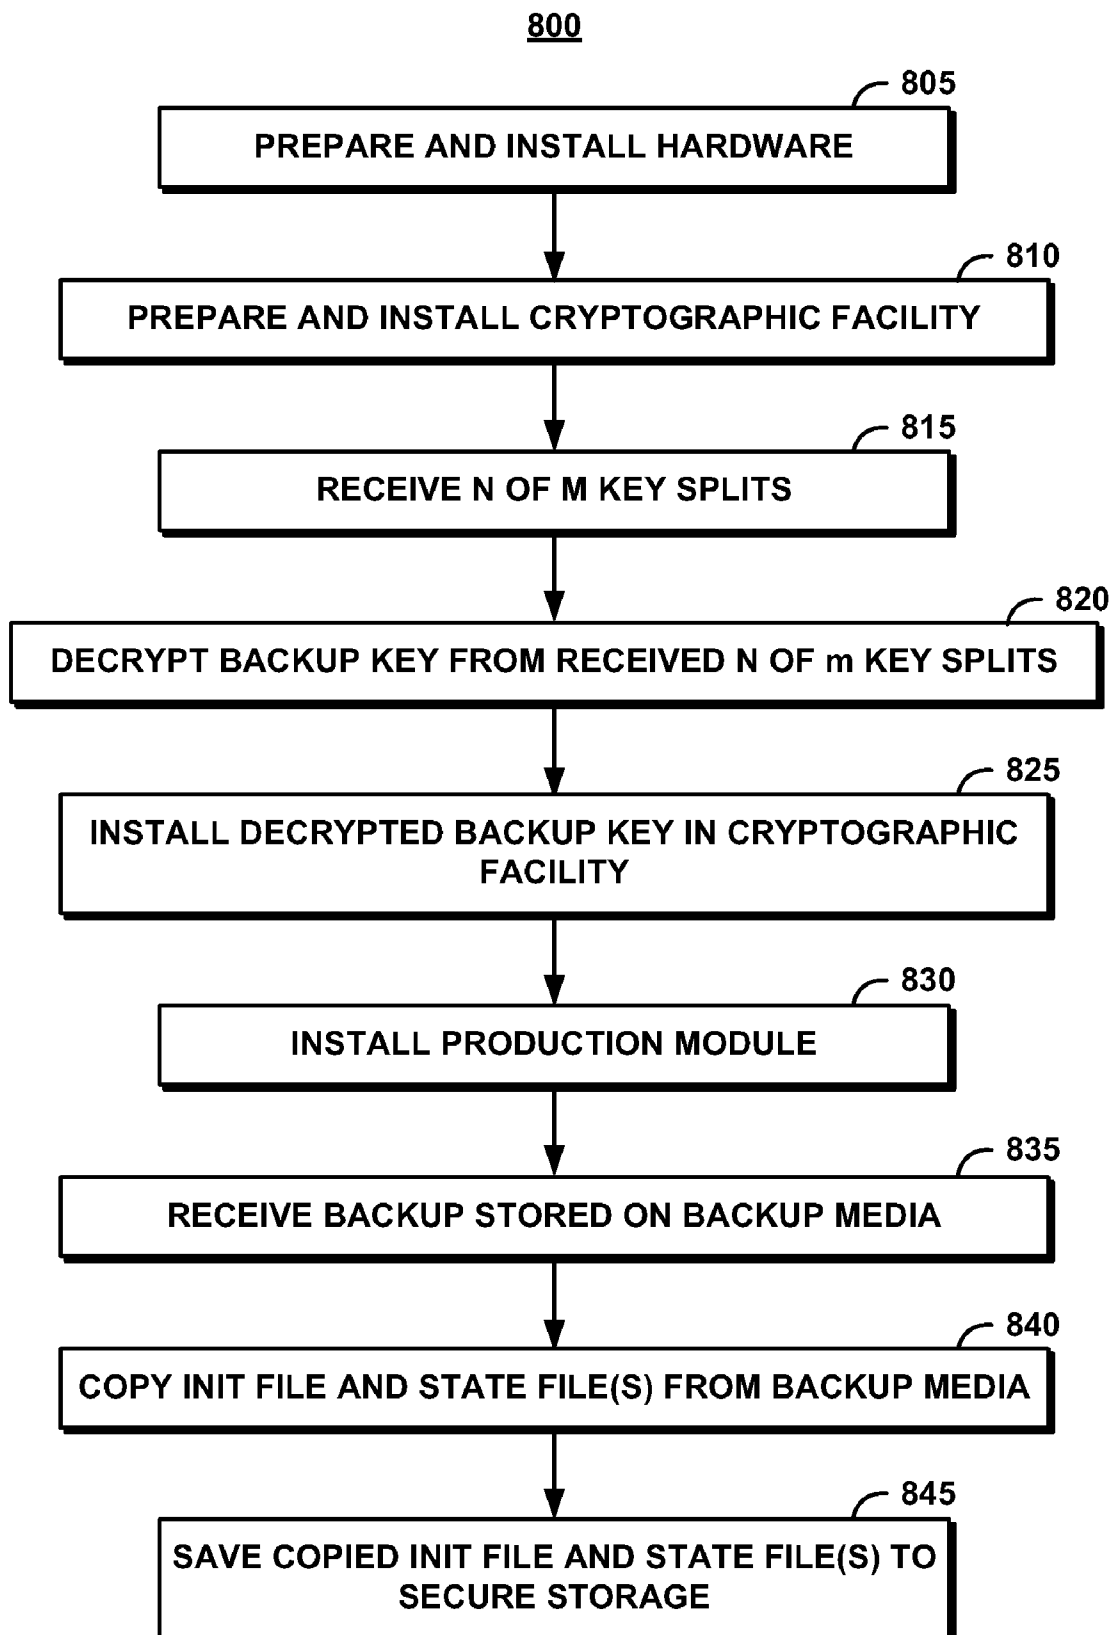 800
805
PREPARE AND INSTALL HARDWARE
810
PREPARE AND INSTALL CRYPTOGRAPHIC FACILITY
815
RECEIVE N OF M KEY SPLITS
820
DECRYPT BACKUP KEY FROM RECEIVED N OF m KEY SPLITS
825
INSTALL DECRYPTED BACKUP KEY IN CRYPTOGRAPHIC
FACILITY
830
INSTALL PRODUCTION MODULE
835
RECEIVE BACKUP STORED ON BACKUP MEDIA
840
COPY INIT FILE AND STATE FILE(S) FROM BACKUP MEDIA
845
SAVE COPIED INIT FILE AND STATE FILE(S) TO
SECURE STORAGE